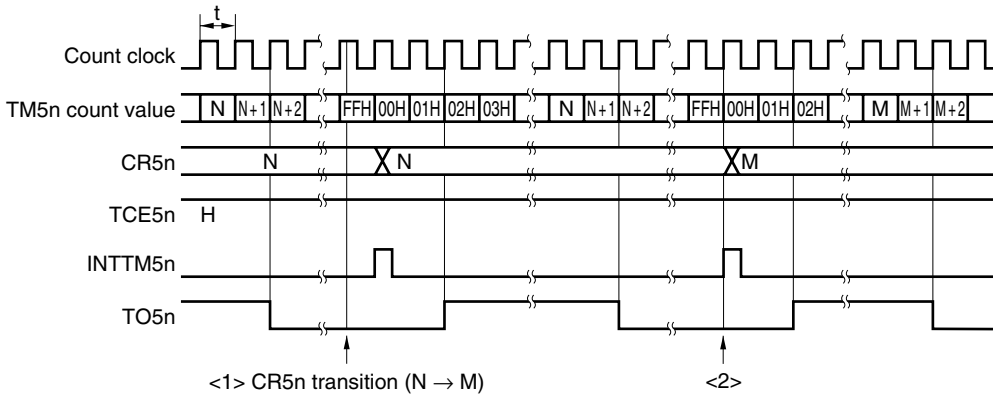 t
Count clock
TM5n count value N N+1 N+2 FFH 00H 01H 02H 03H N N+1 N+2 FFH 00H 01H 02H M M+1 M+2
CR5n N N M
TCE5n H
INTTM5n
TO5n
<1> CR5n transition (N → M) <2>